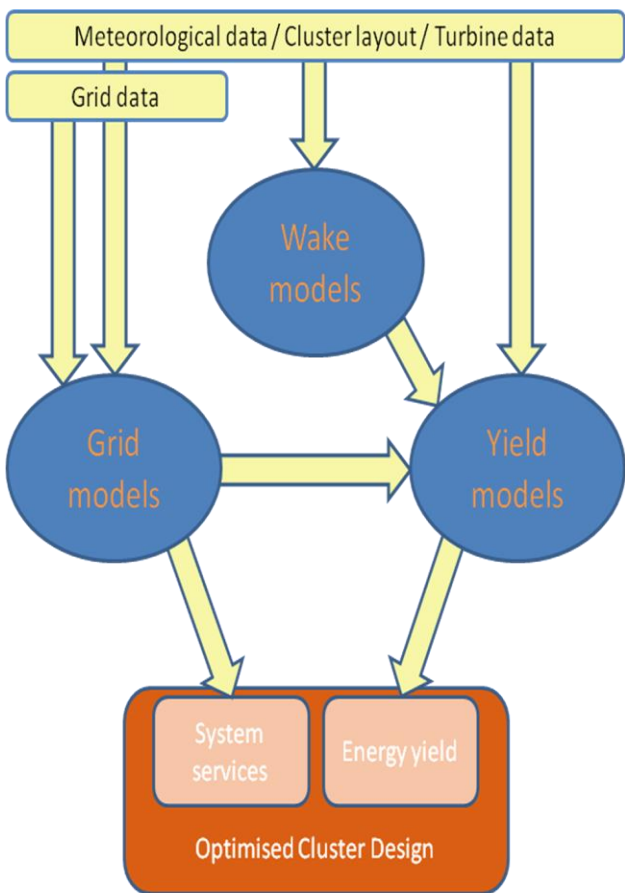 Meteorological data / Cluster layout / Turbine data
Grid data
Wake
models
Grid
models
Yield
models
System
services
Energy yield
Optimised Cluster Design